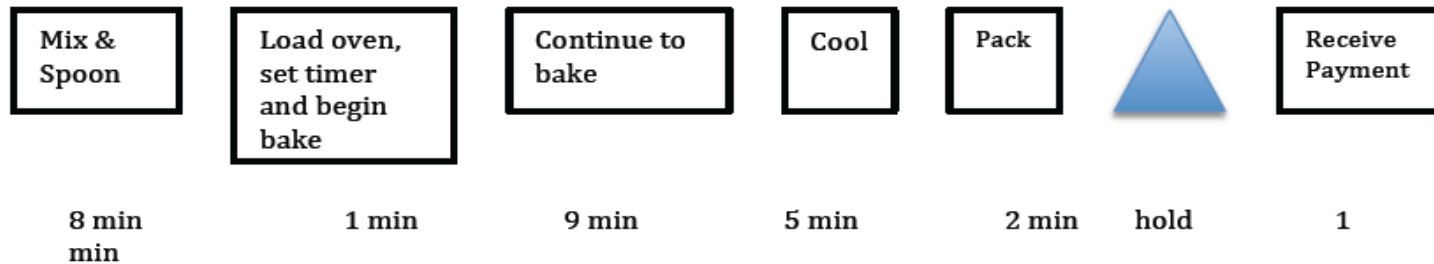 Mix &
Spoon
Load oven,
set timer
and begin
bake
Continue to
bake
Cool
Pack
Receive
Payment
8 min 1 min 9 min 5 min 2 min hold 1
min